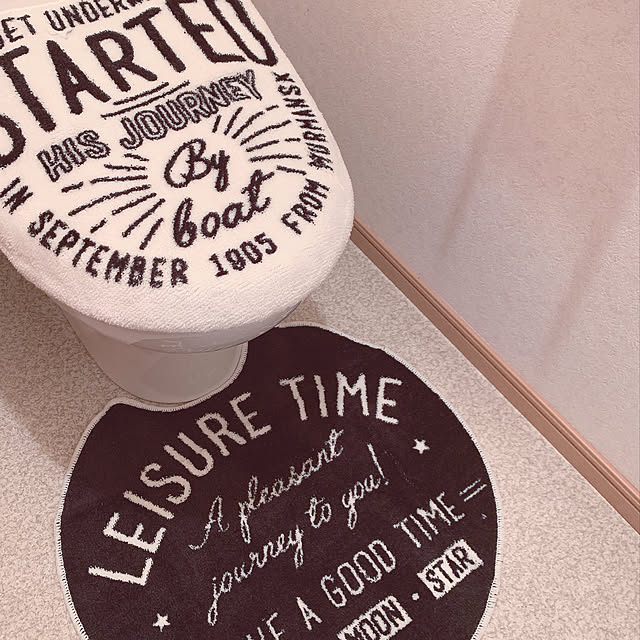 STARTED
HIS JOURNEY
By
boat
IN SEPTEMBER 1905 FROM MURMANSK
LEISURE TIME
A pleasant
journey to you!
A GOOD TIME
MOON • STAR